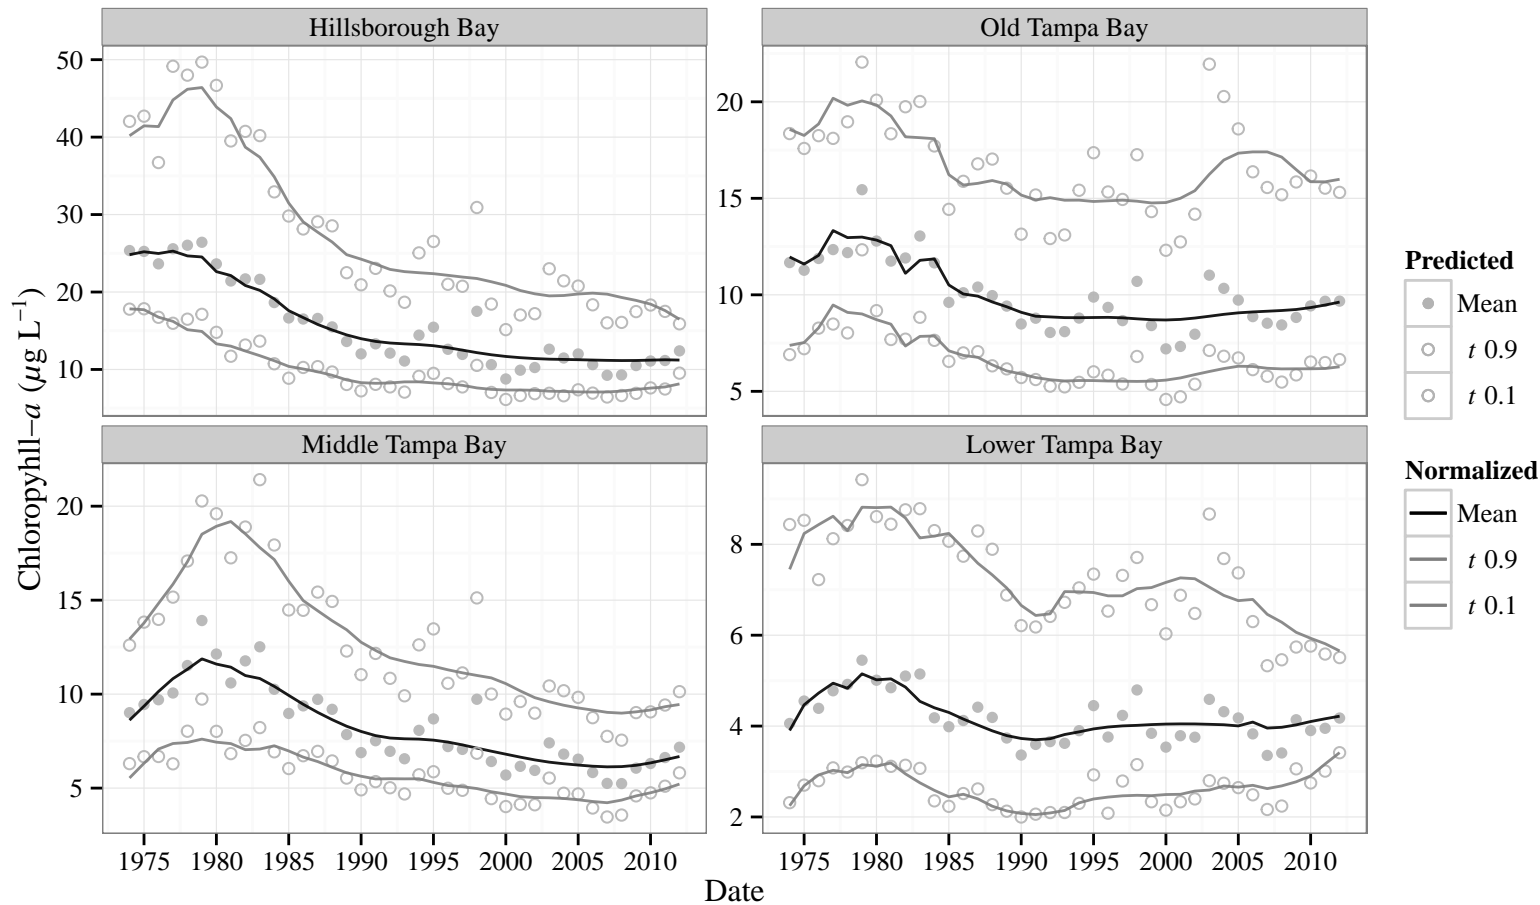 Hillsborough Bay
Old Tampa Bay
50
40
30
20
10
20
15
10
5
Middle Tampa Bay
Lower Tampa Bay
20
15
10
5
8
6
4
2
1975 1980 1985 1990 1995 2000 2005 2010
1975 1980 1985 1990 1995 2000 2005 2010
Date
Chloropyhll−a (μg L⁻¹)
Predicted
Mean
t 0.9
t 0.1
Normalized
Mean
t 0.9
t 0.1